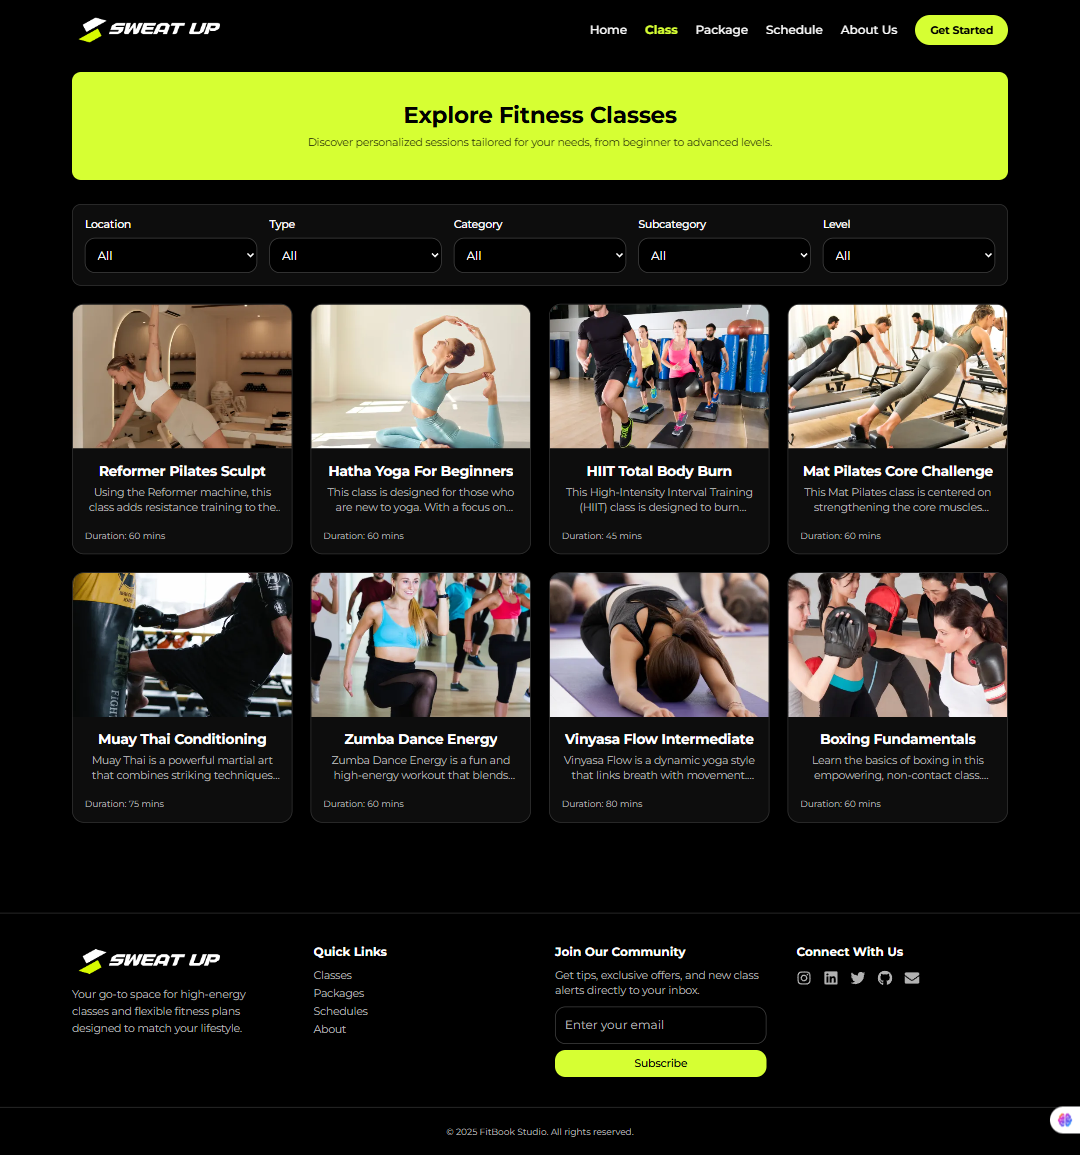 SWEAT UP
Home Class Package Schedule About Us Get Started
Explore Fitness Classes
Discover personalized sessions tailored for your needs, from beginner to advanced levels.
Location Type Category Subcategory Level
All All All All All
Reformer Pilates Sculpt
Using the Reformer machine, this
class adds resistance training to the..
Duration: 60 mins
Hatha Yoga For Beginners
This class is designed for those who
are new to yoga. With a focus on...
Duration: 60 mins
HIIT Total Body Burn
This High-Intensity Interval Training
(HIIT) class is designed to burn...
Duration: 45 mins
Mat Pilates Core Challenge
This Mat Pilates class is centered on
strengthening the core muscles...
Duration: 60 mins
Muay Thai Conditioning
Muay Thai is a powerful martial art
that combines striking techniques...
Duration: 75 mins
Zumba Dance Energy
Zumba Dance Energy is a fun and
high-energy workout that blends...
Duration: 60 mins
Vinyasa Flow Intermediate
Vinyasa Flow is a dynamic yoga style
that links breath with movement....
Duration: 80 mins
Boxing Fundamentals
Learn the basics of boxing in this
empowering, non-contact class....
Duration: 60 mins
SWEAT UP
Your go-to space for high-energy
classes and flexible fitness plans
designed to match your lifestyle.
Quick Links
Classes
Packages
Schedules
About
Join Our Community
Get tips, exclusive offers, and new class
alerts directly to your inbox.
Enter your email
Subscribe
Connect With Us
© 2025 FitBook Studio. All rights reserved.